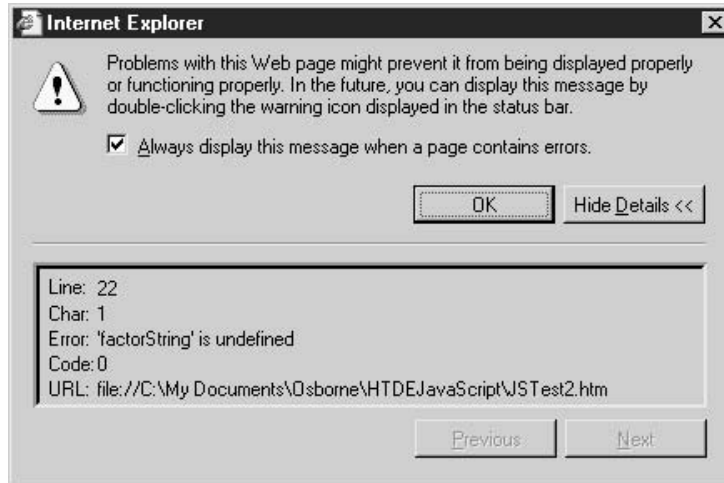 Internet Explorer
Problems with this Web page might prevent it from being displayed properly
or functioning properly. In the future, you can display this message by
double-clicking the warning icon displayed in the status bar.
Always display this message when a page contains errors.
OK
Hide Details <<
Line: 22
Char: 1
Error: 'factorString' is undefined
Code: 0
URL: file://C:\My Documents\Osborne\HTDEJavaScript\JSTest2.htm
Previous
Next